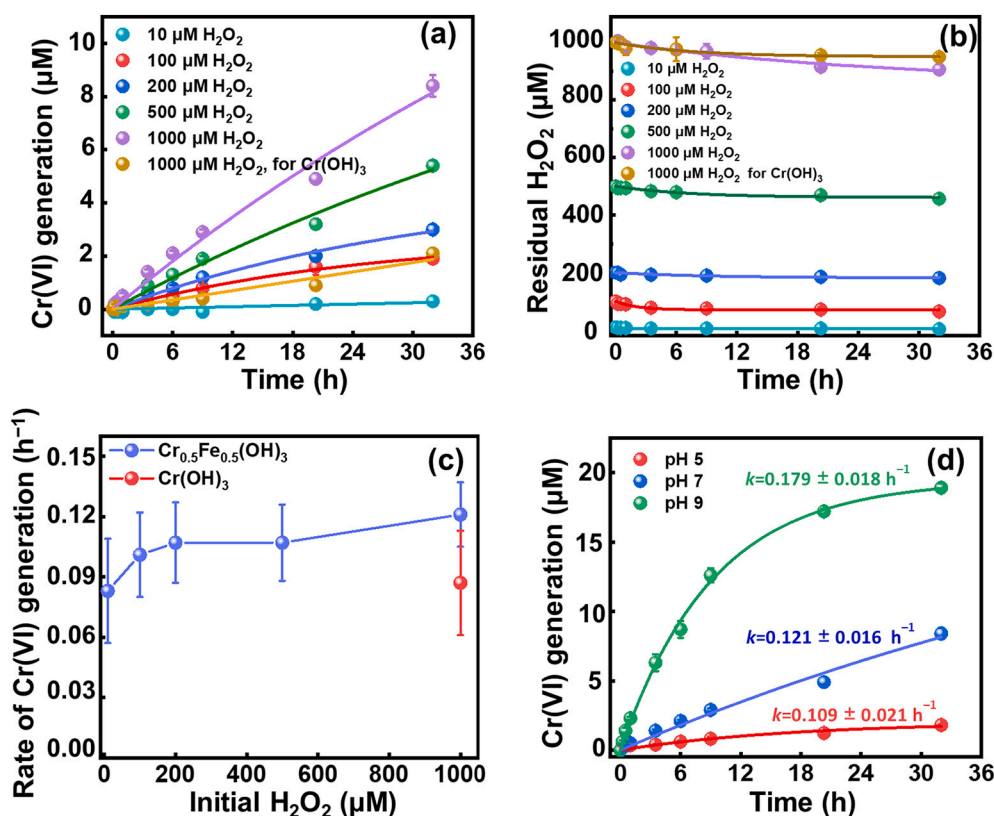 (a)
10 μM H₂O₂
100 μM H₂O₂
200 μM H₂O₂
500 μM H₂O₂
1000 μM H₂O₂
1000 μM H₂O₂, for Cr(OH)₃
Cr(VI) generation (μM)
10
8
6
4
2
0
0 6 12 18 24 30 36
Time (h)
(b)
10 μM H₂O₂
100 μM H₂O₂
200 μM H₂O₂
500 μM H₂O₂
1000 μM H₂O₂
1000 μM H₂O₂ for Cr(OH)₃
Residual H₂O₂ (μM)
1000
800
600
400
200
0
0 6 12 18 24 30 36
Time (h)
(c)
Cr₀.₅Fe₀.₅(OH)₃
Cr(OH)₃
Rate of Cr(VI) generation (h⁻¹)
0.15
0.12
0.09
0.06
0.03
0.00
0 200 400 600 800 1000
Initial H₂O₂ (μM)
(d)
pH 5
pH 7
pH 9
k=0.179 ± 0.018 h⁻¹
k=0.121 ± 0.016 h⁻¹
k=0.109 ± 0.021 h⁻¹
Cr(VI) generation (μM)
20
15
10
5
0
0 6 12 18 24 30 36
Time (h)